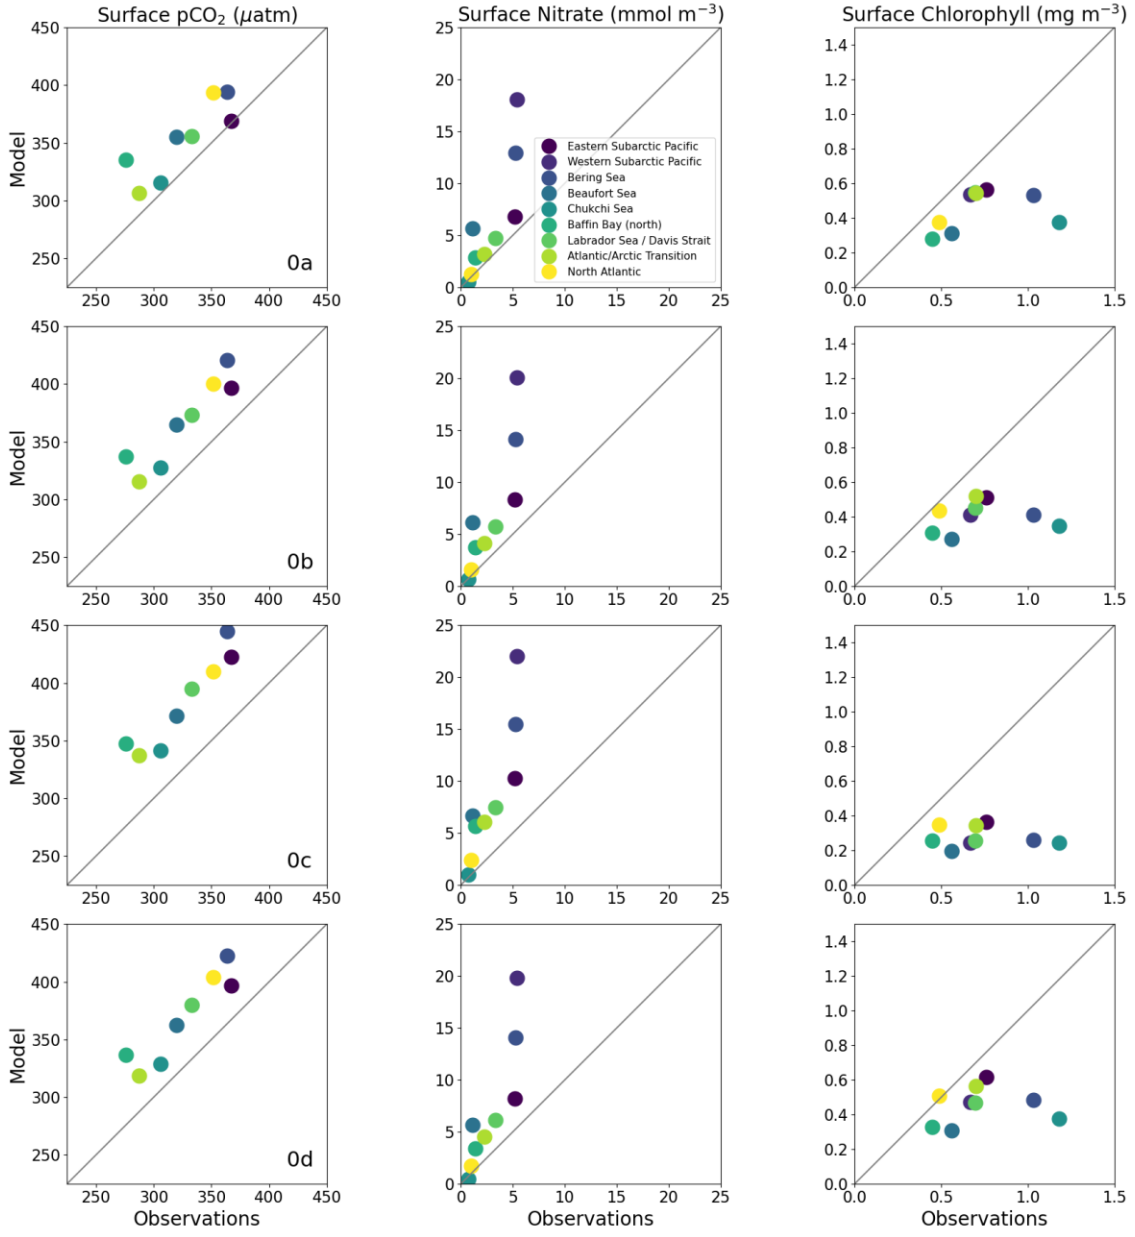 Surface pCO₂ (μatm)
Surface Nitrate (mmol m⁻³)
Surface Chlorophyll (mg m⁻³)
Model
450
400
350
300
250
250 300 350 400 450
0a
25
20
15
10
5
0
0 5 10 15 20 25
Eastern Subarctic Pacific
Western Subarctic Pacific
Bering Sea
Beaufort Sea
Chukchi Sea
Baffin Bay (north)
Labrador Sea / Davis Strait
Atlantic/Arctic Transition
North Atlantic
1.4
1.2
1.0
0.8
0.6
0.4
0.2
0.0
0.0 0.5 1.0 1.5
Model
450
400
350
300
250
250 300 350 400 450
0b
25
20
15
10
5
0
0 5 10 15 20 25
1.4
1.2
1.0
0.8
0.6
0.4
0.2
0.0
0.0 0.5 1.0 1.5
Model
450
400
350
300
250
250 300 350 400 450
0c
25
20
15
10
5
0
0 5 10 15 20 25
1.4
1.2
1.0
0.8
0.6
0.4
0.2
0.0
0.0 0.5 1.0 1.5
Model
450
400
350
300
250
250 300 350 400 450
0d
Observations
25
20
15
10
5
0
0 5 10 15 20 25
Observations
1.4
1.2
1.0
0.8
0.6
0.4
0.2
0.0
0.0 0.5 1.0 1.5
Observations